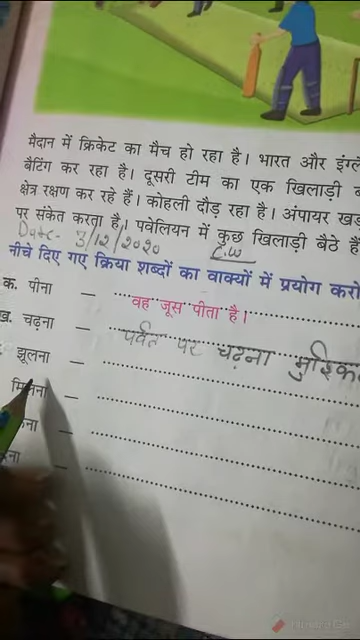 मैदान में क्रिकेट का मैच हो रहा है। भारत और
बैटिंग कर रहा है। दूसरी टीम का एक खिलाड़ी
क्षेत्र रक्षण कर रहे हैं। कोहली दौड़ रहा है। अंपायर
पर संकेत करता है। पवेलियन में कुछ खिलाड़ी बैठे हैं
Date- 3/12/2020 C.W
नीचे दिए गए क्रिया शब्दों का वाक्यों में प्रयोग करो
क. पीना — वह जूस पीता है।
ख. चढ़ना — पर्वत पर चढ़ना
झूलना —